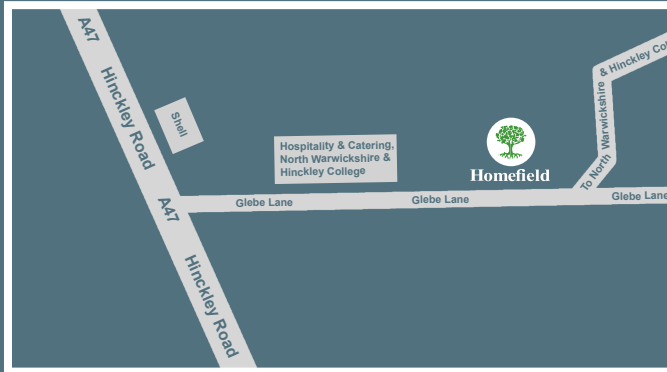 A47
Hinckley Road
Shell
Hospitality & Catering,
North Warwickshire &
Hinckley College
Homefield
To North Warwickshire
& Hinckley Col
A47
Glebe Lane
Glebe Lane
Glebe Lane
Hinckley Road